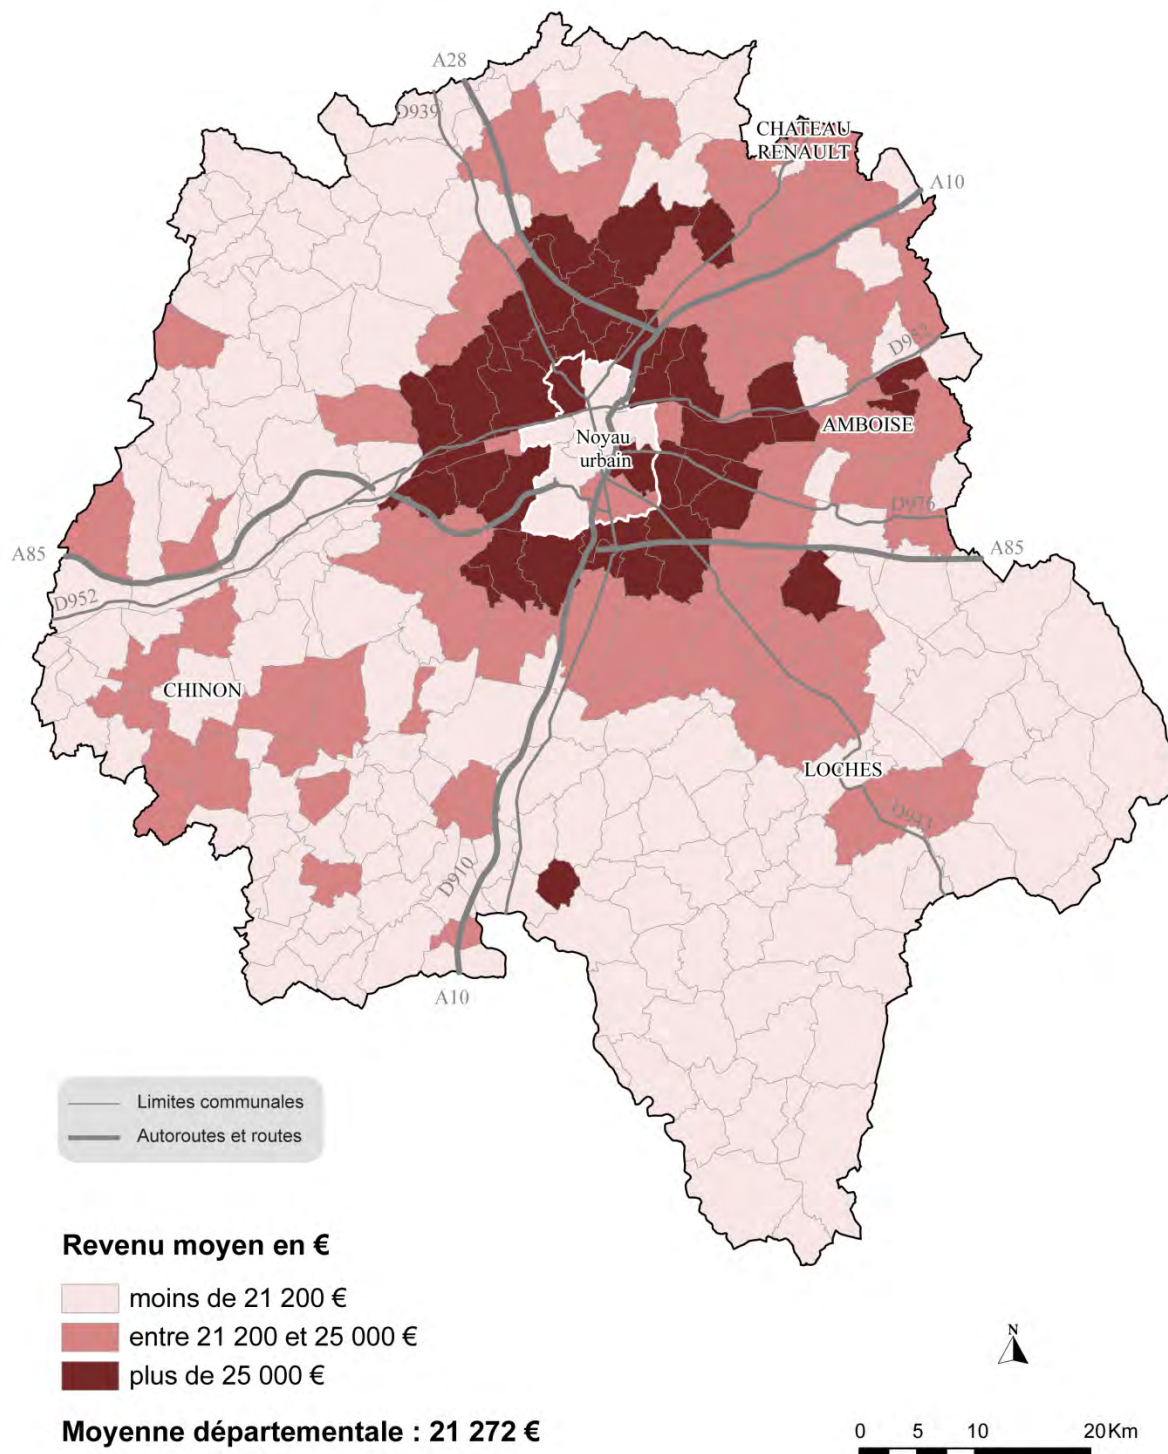 A28
D939
CHATEAU
RENAULT
A10
D952
AMBOISE
Noyau
urbain
D976
A85
A85
D952
CHINON
LOCHES
D943
D910
A10
Limites communales
Autoroutes et routes
Revenu moyen en €
moins de 21 200 €
entre 21 200 et 25 000 €
plus de 25 000 €
Moyenne départementale : 21 272 €
N
0 5 10 20Km